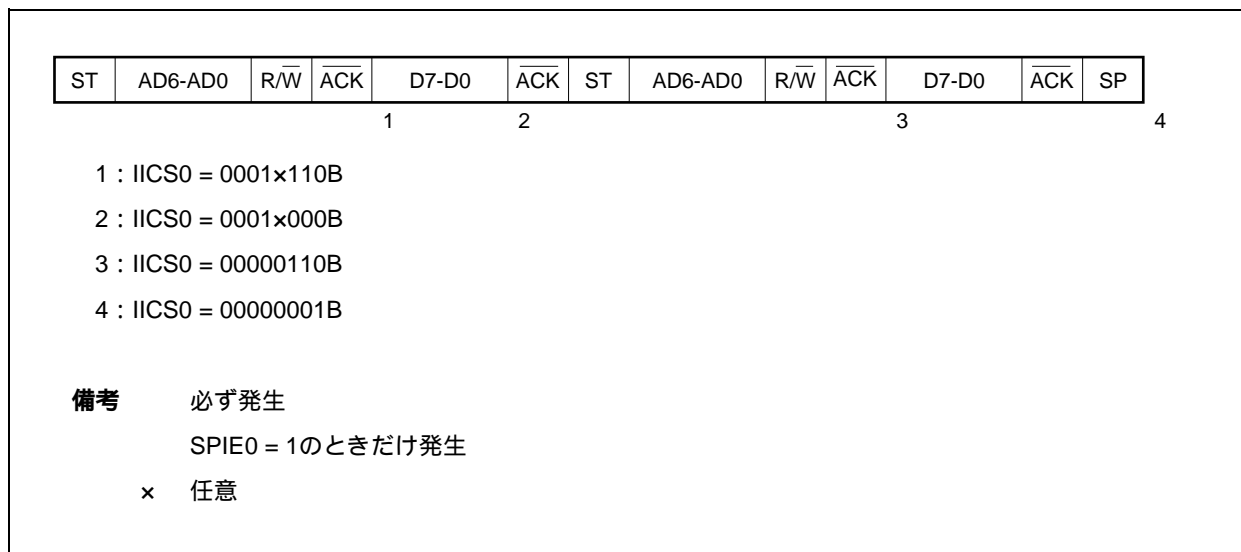 ST AD6-AD0 R/W ACK D7-D0 ACK ST AD6-AD0 R/W ACK D7-D0 ACK SP
1 2 3 4
1：IICS0 = 0001×110B
2：IICS0 = 0001×000B
3：IICS0 = 00000110B
4：IICS0 = 00000001B
備考 必ず発生
SPIE0 = 1のときだけ発生
× 任意